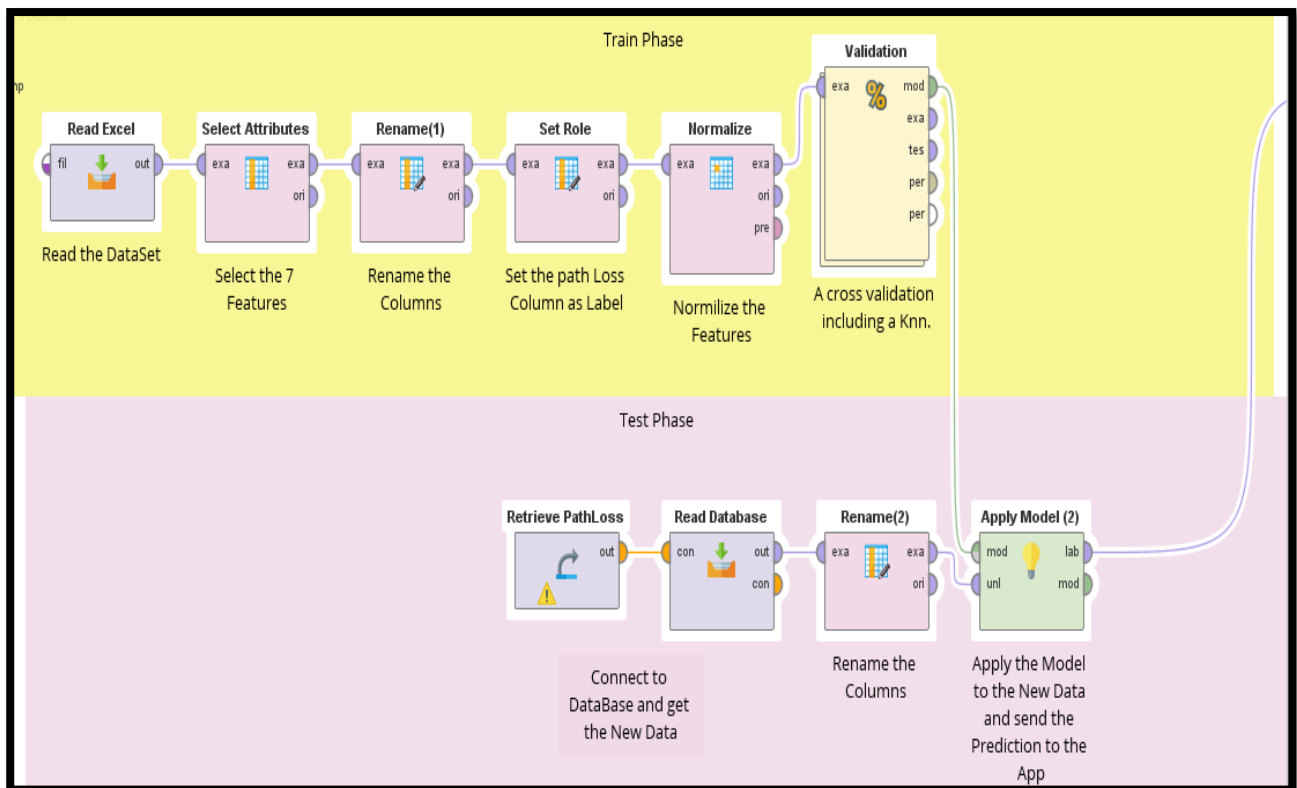 Train Phase
Validation
np
exa
mod
exa
tes
per
per
Read Excel
Select Attributes
Rename(1)
Set Role
Normalize
fil
out
exa
exa
ori
exa
exa
ori
exa
exa
ori
exa
exa
ori
pre
Read the DataSet
Select the 7
Features
Rename the
Columns
Set the path Loss
Column as Label
Normilize the
Features
A cross validation
including a Knn.
Test Phase
Retrieve PathLoss
Read Database
Rename(2)
Apply Model (2)
out
con
out
con
exa
exa
ori
mod
lab
unl
mod
Connect to
DataBase and get
the New Data
Rename the
Columns
Apply the Model
to the New Data
and send the
Prediction to the
App